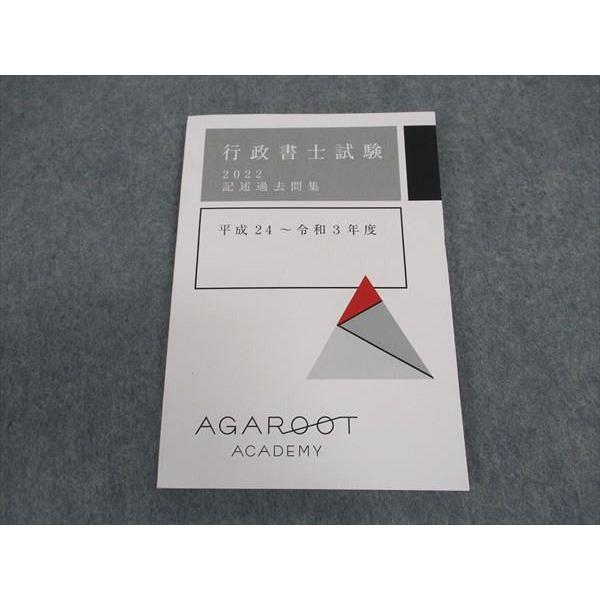 行政書士試験
2022
記述過去問集
平成24～令和3年度
AGAROOT
ACADEMY